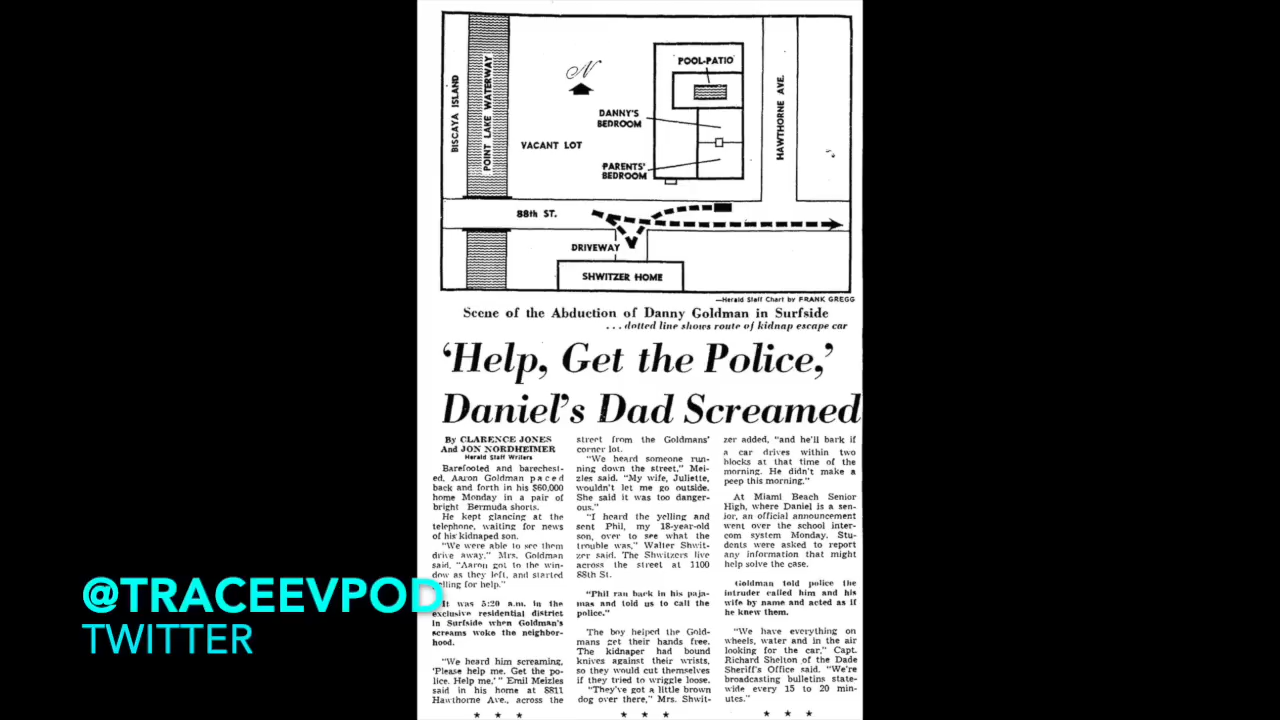 POOL-PATIO
DANNY'S
BEDROOM
PARENTS'
BEDROOM
BISCAYA ISLAND
POINT LAKE WATERWAY
N
VACANT LOT
HAWTHORNE AVE.
88th ST.
DRIVEWAY
SHWITZER HOME
—Herald Staff Chart by FRANK GREGG
Scene of the Abduction of Danny Goldman in Surfside
. . . dotted line shows route of kidnap escape car
'Help, Get the Police,'
Daniel's Dad Screamed
By CLARENCE JONES
And JON NORDHEIMER
Herald Staff Writers
Barefooted and barechest-
ed, Aaron Goldman paced
back and forth in his $60,000
home Monday in a pair of
bright Bermuda shorts.
He kept glancing at the
telephone, waiting for news
of his kidnaped son.
"We were able to see them
drive away," Mrs. Goldman
said. "Aaron got to the win-
dow as they left, and started
lling for help."
It was 5:20 a.m. in the
exclusive residential district
in Surfside when Goldman's
screams woke the neighbor-
hood.
"We heard him screaming,
'Please help me. Get the po-
lice. Help me,'" Emil Meizles
said in his home at 8811
Hawthorne Ave., across the
street from the Goldmans'
corner lot.
"We heard someone run-
ning down the street," Mei-
zles said. "My wife, Juliette,
wouldn't let me go outside.
She said it was too danger-
ous."
"I heard the yelling and
sent Phil, my 18-year-old
son, over to see what the
trouble was," Walter Shwit-
zer said. The Shwitzers live
across the street at 1100
88th St.
"Phil ran back in his paja-
mas and told us to call the
police."
The boy helped the Gold-
mans get their hands free.
The kidnaper had bound
knives against their wrists,
so they would cut themselves
if they tried to wriggle loose.
"They've got a little brown
dog over there," Mrs. Shwit-
zer added, "and he'll bark if
a car drives within two
blocks at that time of the
morning. He didn't make a
peep this morning."
At Miami Beach Senior
High, where Daniel is a sen-
ior, an official announcement
went over the school inter-
com system Monday. Stu-
dents were asked to report
any information that might
help solve the case.
Goldman told police the
intruder called him and his
wife by name and acted as if
he knew them.
"We have everything on
wheels, water and in the air
looking for the car," Capt.
Richard Shelton of the Dade
Sheriff's Office said. "We're
broadcasting bulletins state-
wide every 15 to 20 min-
utes."
@TRACEEVPOD
TWITTER